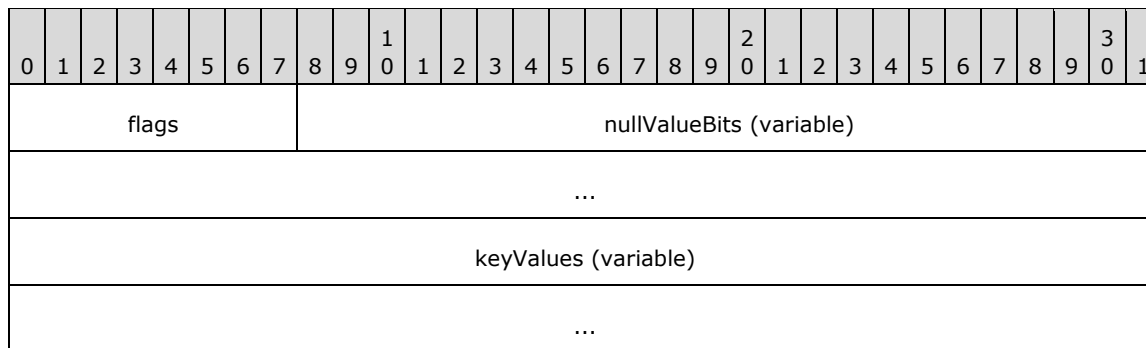 1 2 3
0 1 2 3 4 5 6 7 8 9 0 1 2 3 4 5 6 7 8 9 0 1 2 3 4 5 6 7 8 9 0 1
flags nullValueBits (variable)
...
keyValues (variable)
...